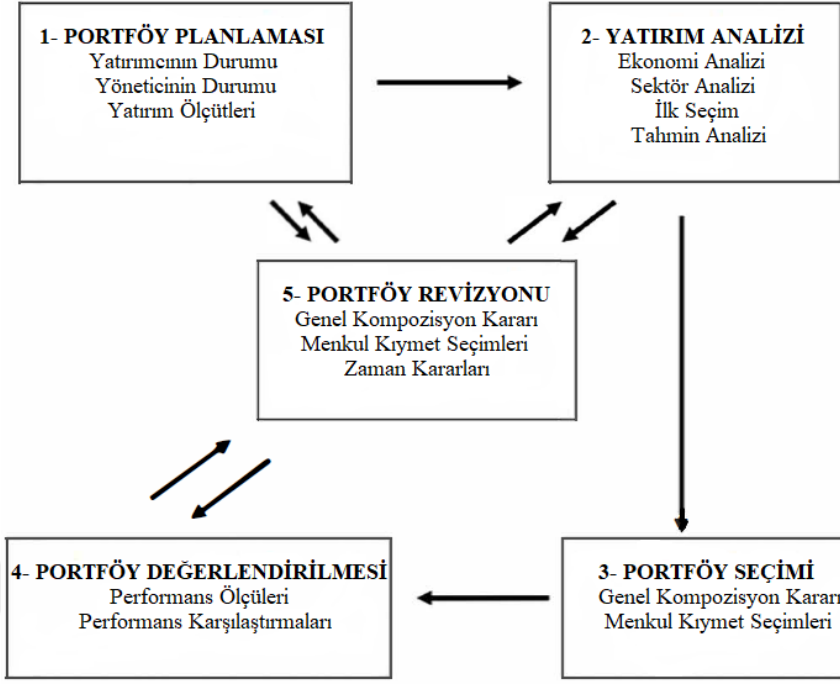 1- PORTFÖY PLANLAMASI
Yatırımcının Durumu
Yöneticinin Durumu
Yatırım Ölçütleri
2- YATIRIM ANALİZİ
Ekonomi Analizi
Sektör Analizi
İlk Seçim
Tahmin Analizi
5- PORTFÖY REVİZYONU
Genel Kompozisyon Kararı
Menkul Kıymet Seçimleri
Zaman Kararları
4- PORTFÖY DEĞERLENDİRİLMESİ
Performans Ölçüleri
Performans Karşılaştırmaları
3- PORTFÖY SEÇİMİ
Genel Kompozisyon Kararı
Menkul Kıymet Seçimleri